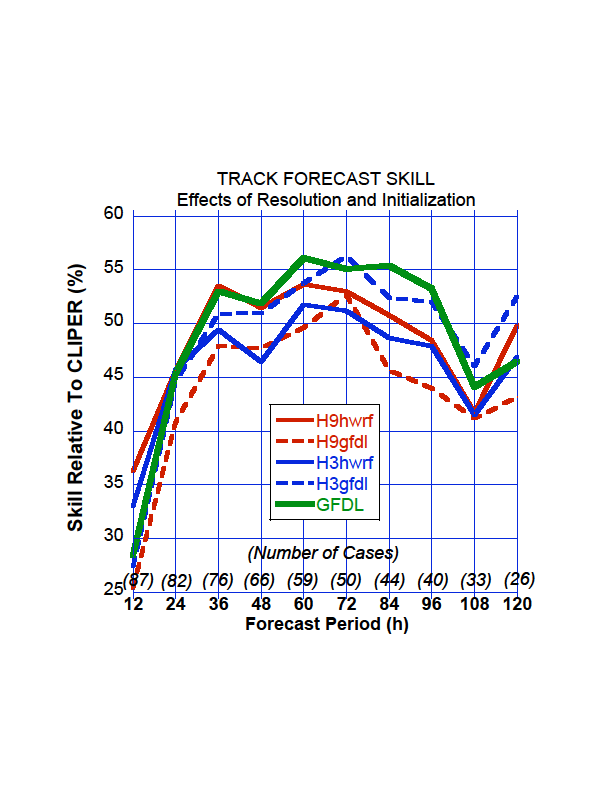 TRACK FORECAST SKILL
Effects of Resolution and Initialization
Skill Relative To CLIPER (%)
60
55
50
45
40
35
30
25
H9hwrf
H9gfdl
H3hwrf
H3gfdl
GFDL
(Number of Cases)
(87) (82) (76) (66) (59) (50) (44) (40) (33) (26)
12 24 36 48 60 72 84 96 108 120
Forecast Period (h)